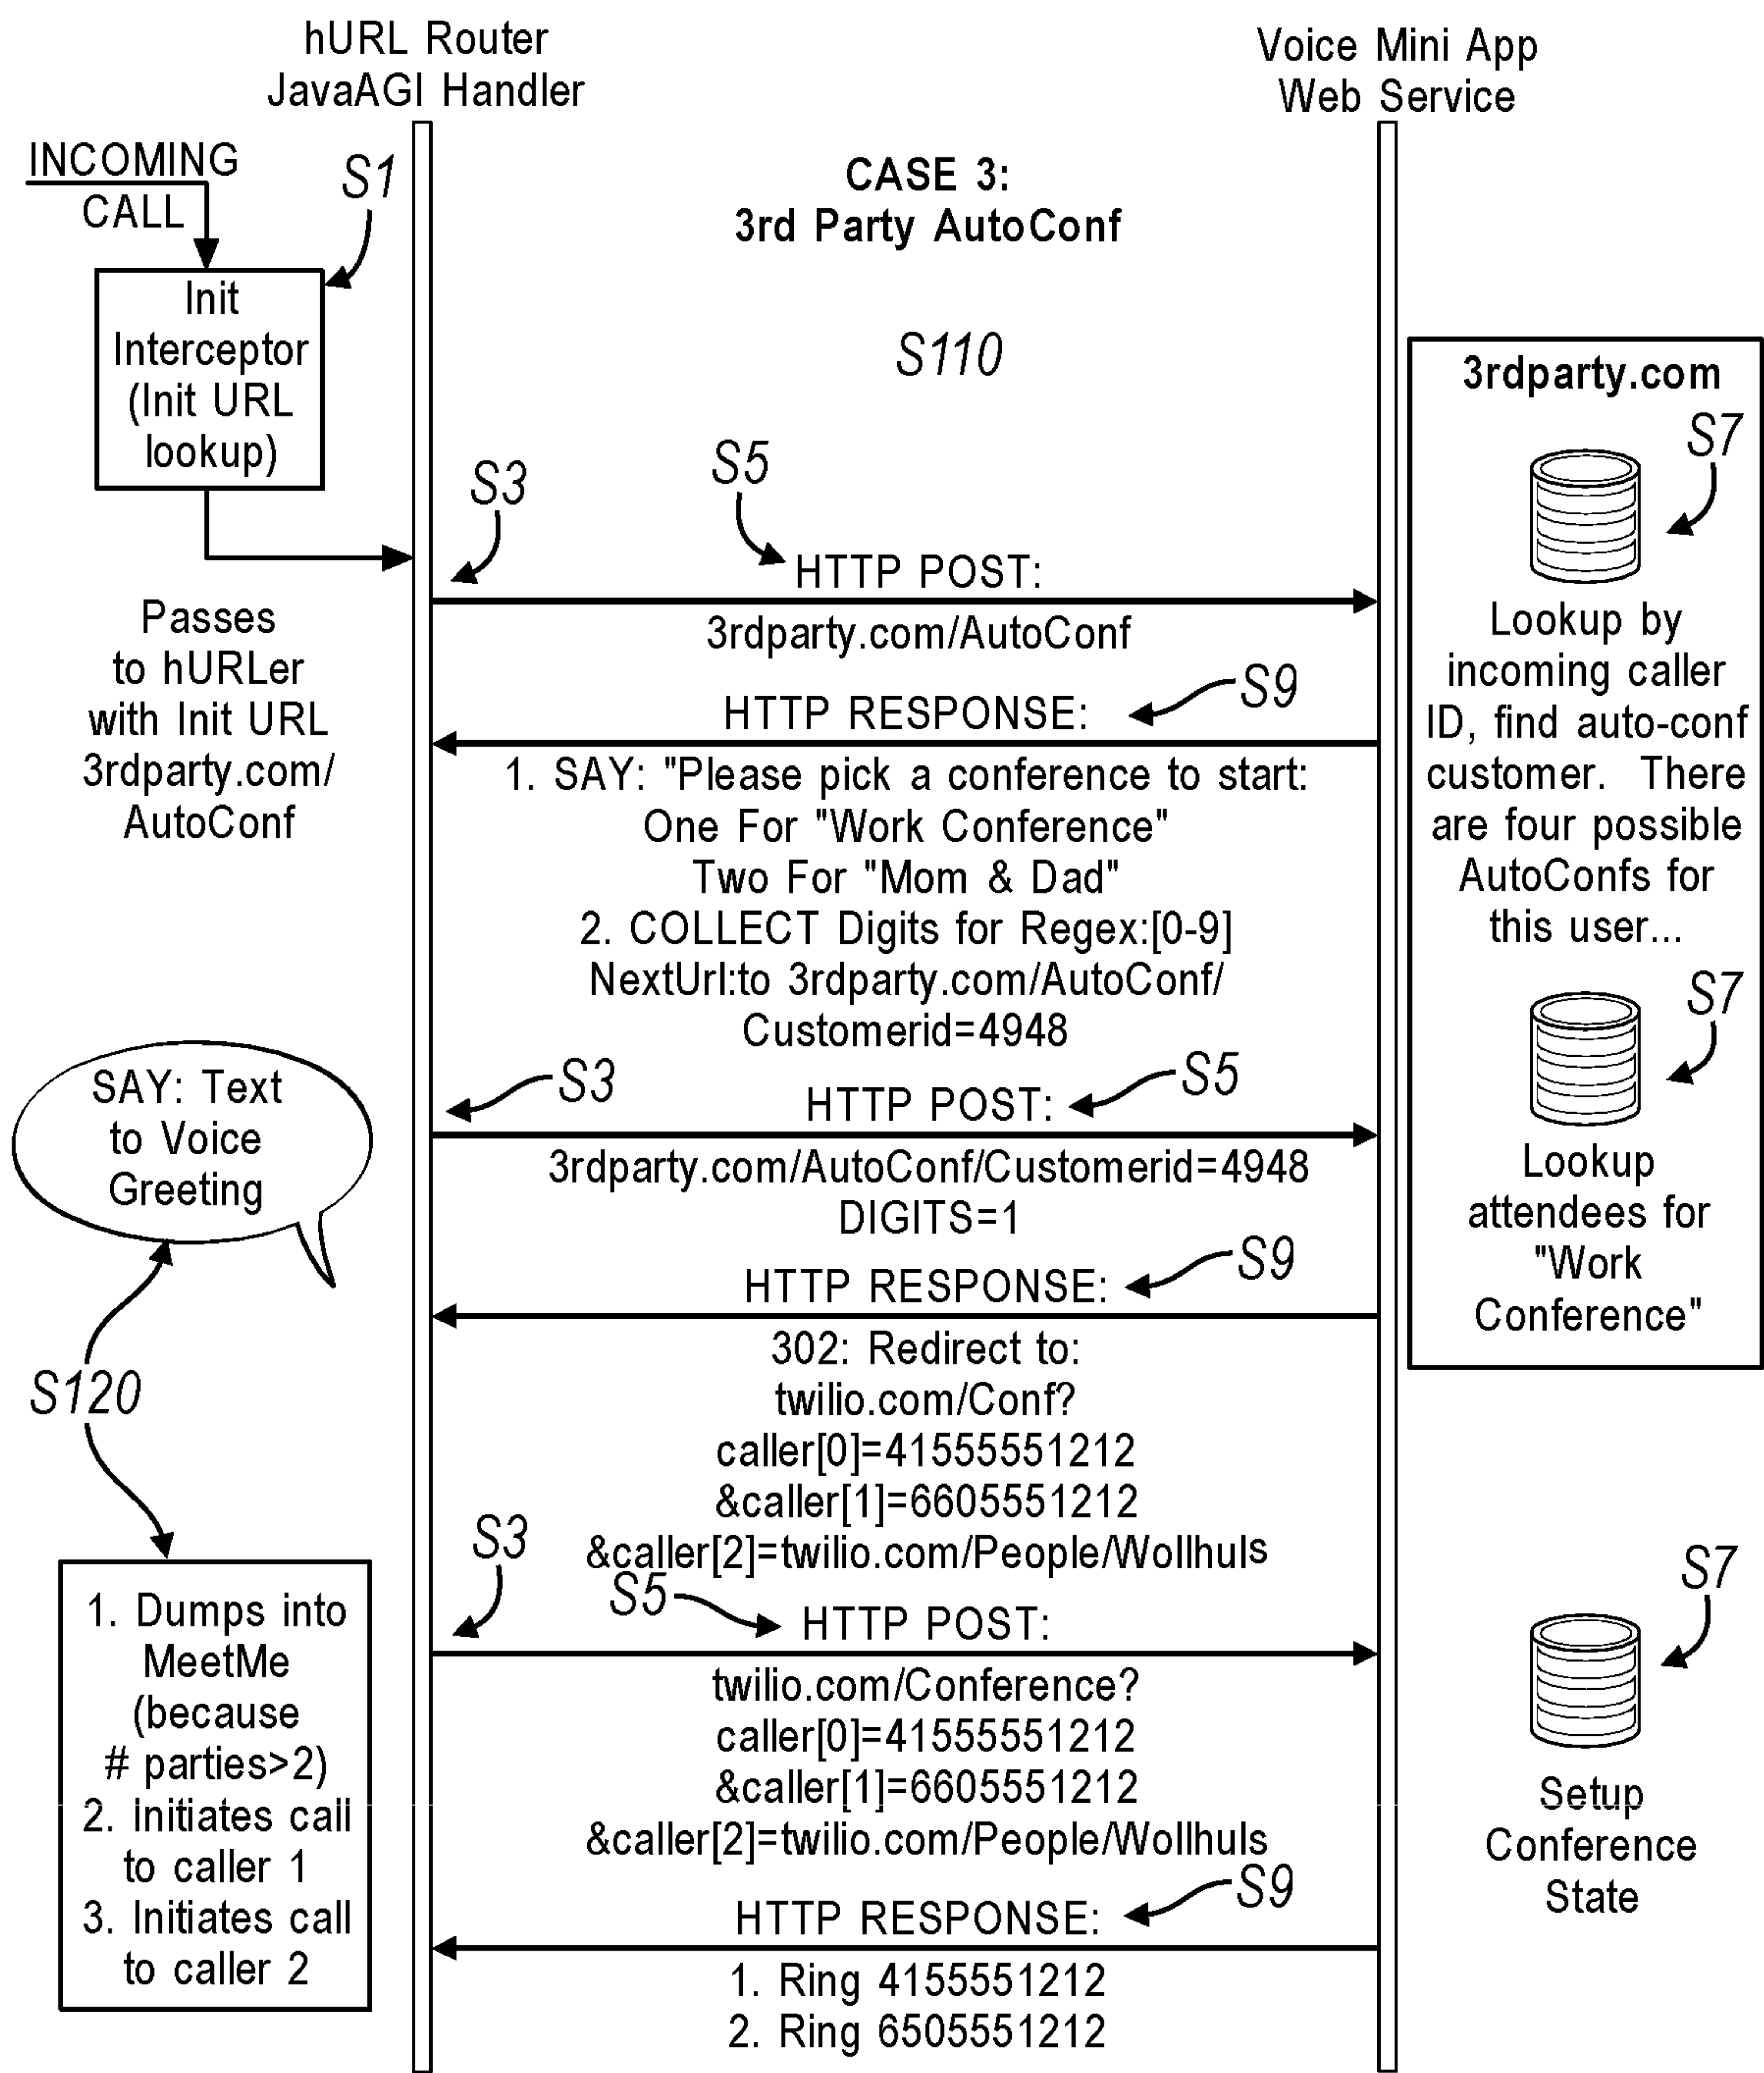 hURL Router
JavaAGI Handler
Voice Mini App
Web Service
INCOMING
CALL
S1
CASE 3:
3rd Party AutoConf
Init
Interceptor
(Init URL
lookup)
S110
3rdparty.com
S7
S3
S5
HTTP POST:
3rdparty.com/AutoConf
Passes
to hURLer
with Init URL
3rdparty.com/
AutoConf
Lookup by
incoming caller
ID, find auto-conf
customer. There
are four possible
AutoConfs for
this user...
HTTP RESPONSE:
S9
1. SAY: "Please pick a conference to start:
One For "Work Conference"
Two For "Mom & Dad"
2. COLLECT Digits for Regex:[0-9]
NextUrl:to 3rdparty.com/AutoConf/
Customerid=4948
S7
Lookup
attendees for
"Work
Conference"
SAY: Text
to Voice
Greeting
S3
HTTP POST:
S5
3rdparty.com/AutoConf/Customerid=4948
DIGITS=1
HTTP RESPONSE:
S9
302: Redirect to:
twilio.com/Conf?
caller[0]=41555551212
&caller[1]=6605551212
&caller[2]=twilio.com/People/Wollhuls
S120
S3
S5
HTTP POST:
twilio.com/Conference?
caller[0]=41555551212
&caller[1]=6605551212
&caller[2]=twilio.com/People/Wollhuls
S7
Setup
Conference
State
1. Dumps into
MeetMe
(because
# parties>2)
2. Initiates call
to caller 1
3. Initiates call
to caller 2
HTTP RESPONSE:
S9
1. Ring 4155551212
2. Ring 6505551212